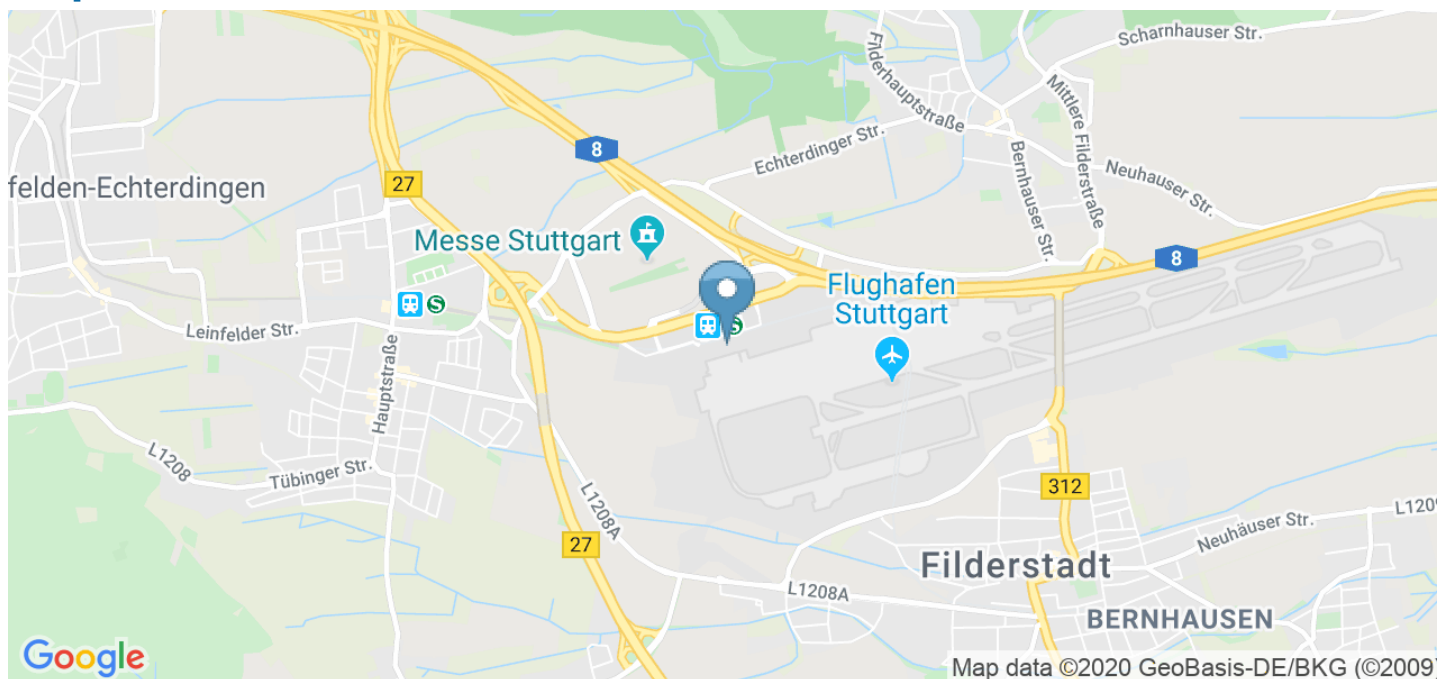 Scharnhauser Str.
Filderhauptstraße
Mittlere Filderstraße
8
Echterdinger Str.
Bernhauser Str.
Neuhauser Str.
felden-Echterdingen
27
Messe Stuttgart
8
Flughafen
Stuttgart
S
S
Leinfelder Str.
Hauptstraße
L1208
Tübinger Str.
L1208A
312
L1209
Neuhäuser Str.
27
Filderstadt
L1208A
BERNHAUSEN
Google
Map data ©2020 GeoBasis-DE/BKG (©2009)